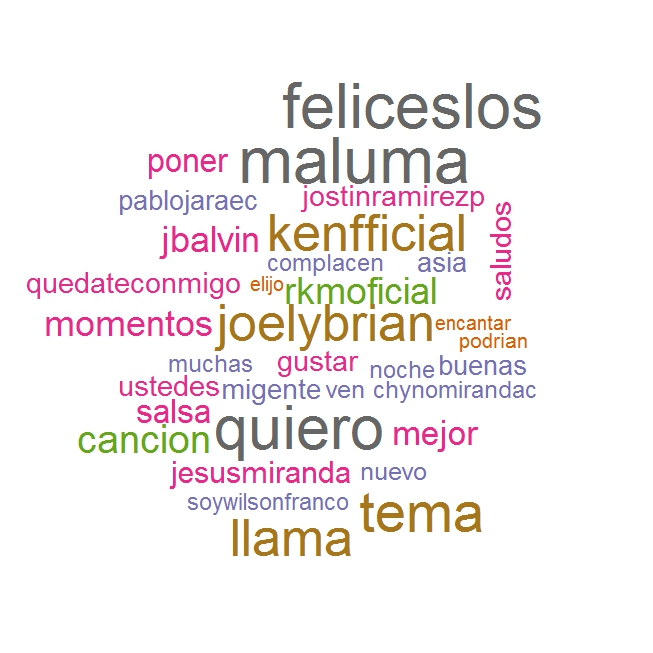 feliceslos
poner maluma
pablojaraec jostinramirezp
jbalvin kenfficial saludos
complacen asia
quedateconmigo elijo rkmoficial
momentos joelybrian encantar
podrian
muchas gustar noche buenas
ustedes migente ven chynomirandac
salsa
cancion quiero mejor
jesusmiranda nuevo
soywilsonfranco tema
llama